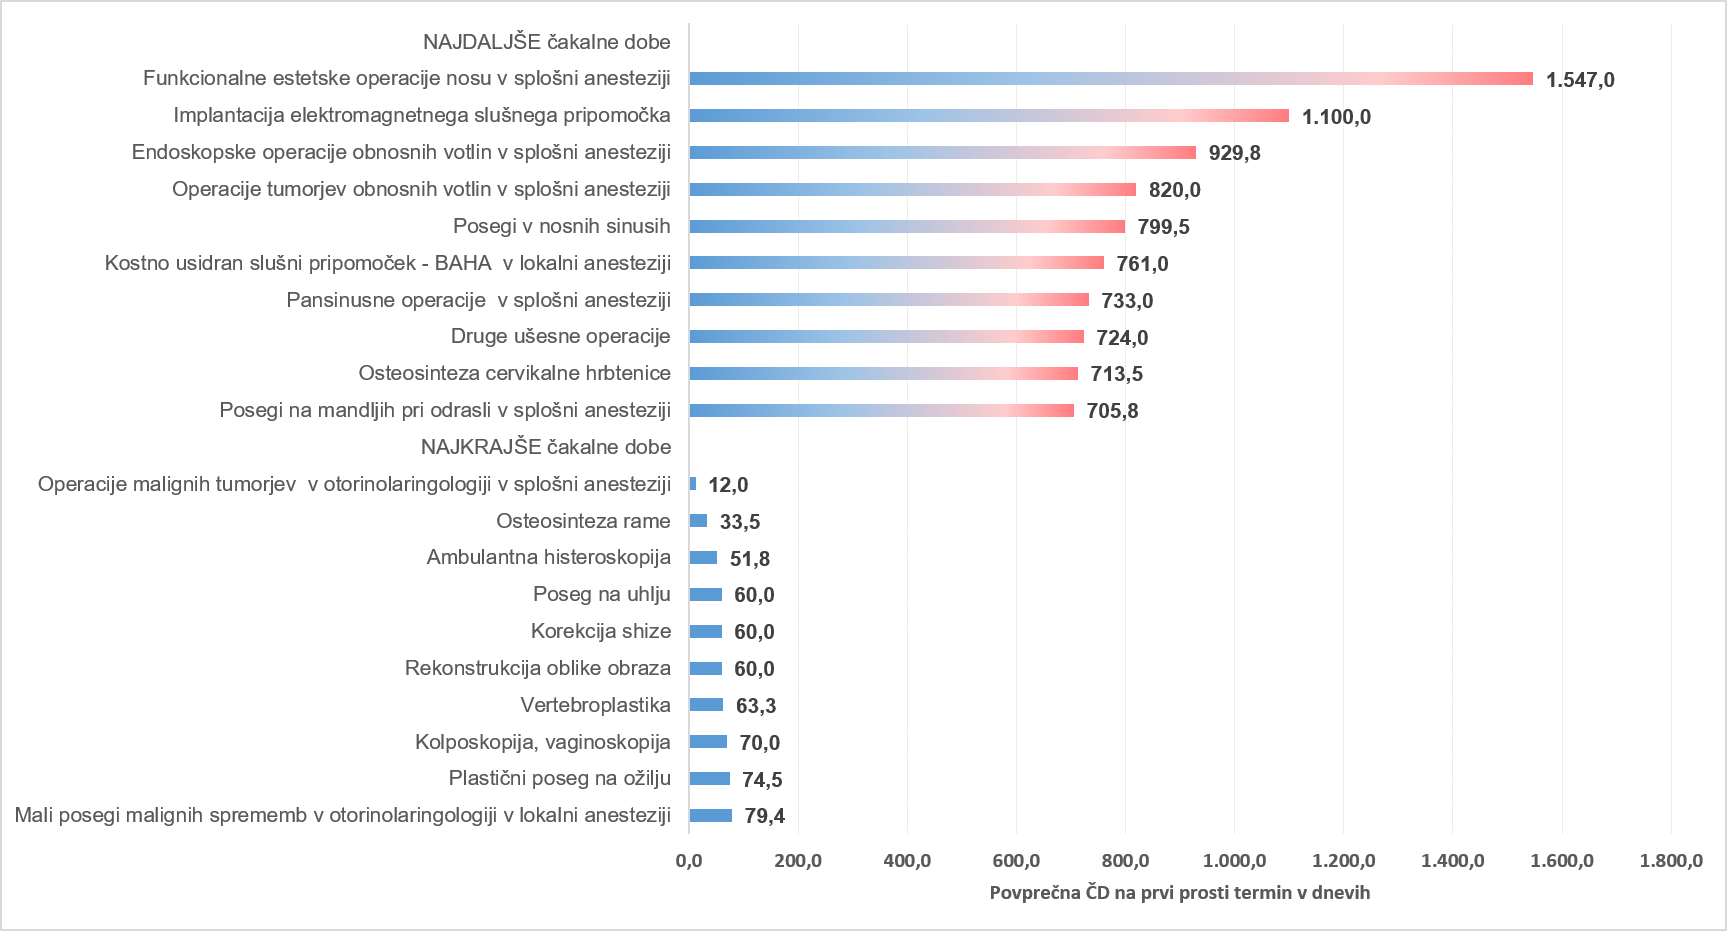 NAJDALJŠE čakalne dobe
Funkcionalne estetske operacije nosu v splošni anesteziji 1.547,0
Implantacija elektromagnetnega slušnega pripomočka 1.100,0
Endoskopske operacije obnosnih votlin v splošni anesteziji 929,8
Operacije tumorjev obnosnih votlin v splošni anesteziji 820,0
Posegi v nosnih sinusih 799,5
Kostno usidran slušni pripomoček - BAHA  v lokalni anesteziji 761,0
Pansinusne operacije  v splošni anesteziji 733,0
Druge ušesne operacije 724,0
Osteosinteza cervikalne hrbtenice 713,5
Posegi na mandljih pri odrasli v splošni anesteziji 705,8
NAJKRAJŠE čakalne dobe
Operacije malignih tumorjev  v otorinolaringologiji v splošni anesteziji 12,0
Osteosinteza rame 33,5
Ambulantna histeroskopija 51,8
Poseg na uhlju 60,0
Korekcija shize 60,0
Rekonstrukcija oblike obraza 60,0
Vertebroplastika 63,3
Kolposkopija, vaginoskopija 70,0
Plastični poseg na ožilju 74,5
Mali posegi malignih sprememb v otorinolaringologiji v lokalni anesteziji 79,4
0,0 200,0 400,0 600,0 800,0 1.000,0 1.200,0 1.400,0 1.600,0 1.800,0
Povprečna ČD na prvi prosti termin v dnevih